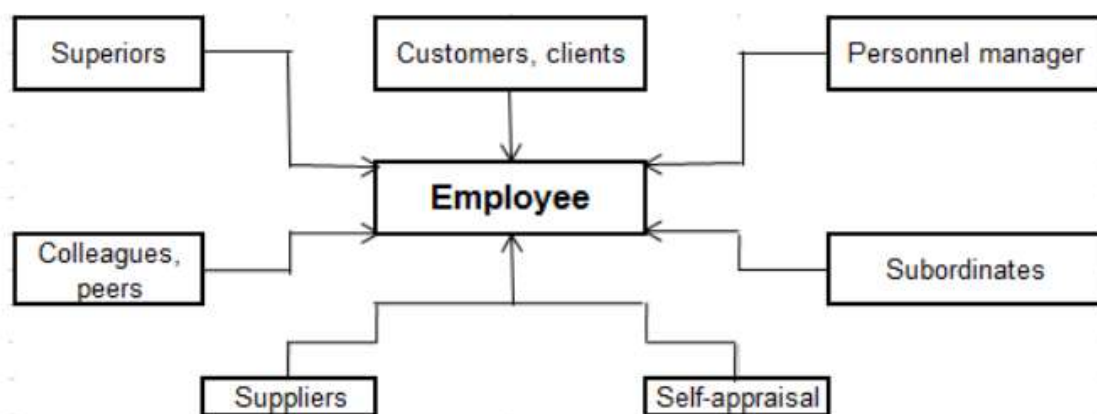 Superiors
Customers, clients
Personnel manager
Employee
Colleagues,
peers
Subordinates
Suppliers
Self-appraisal